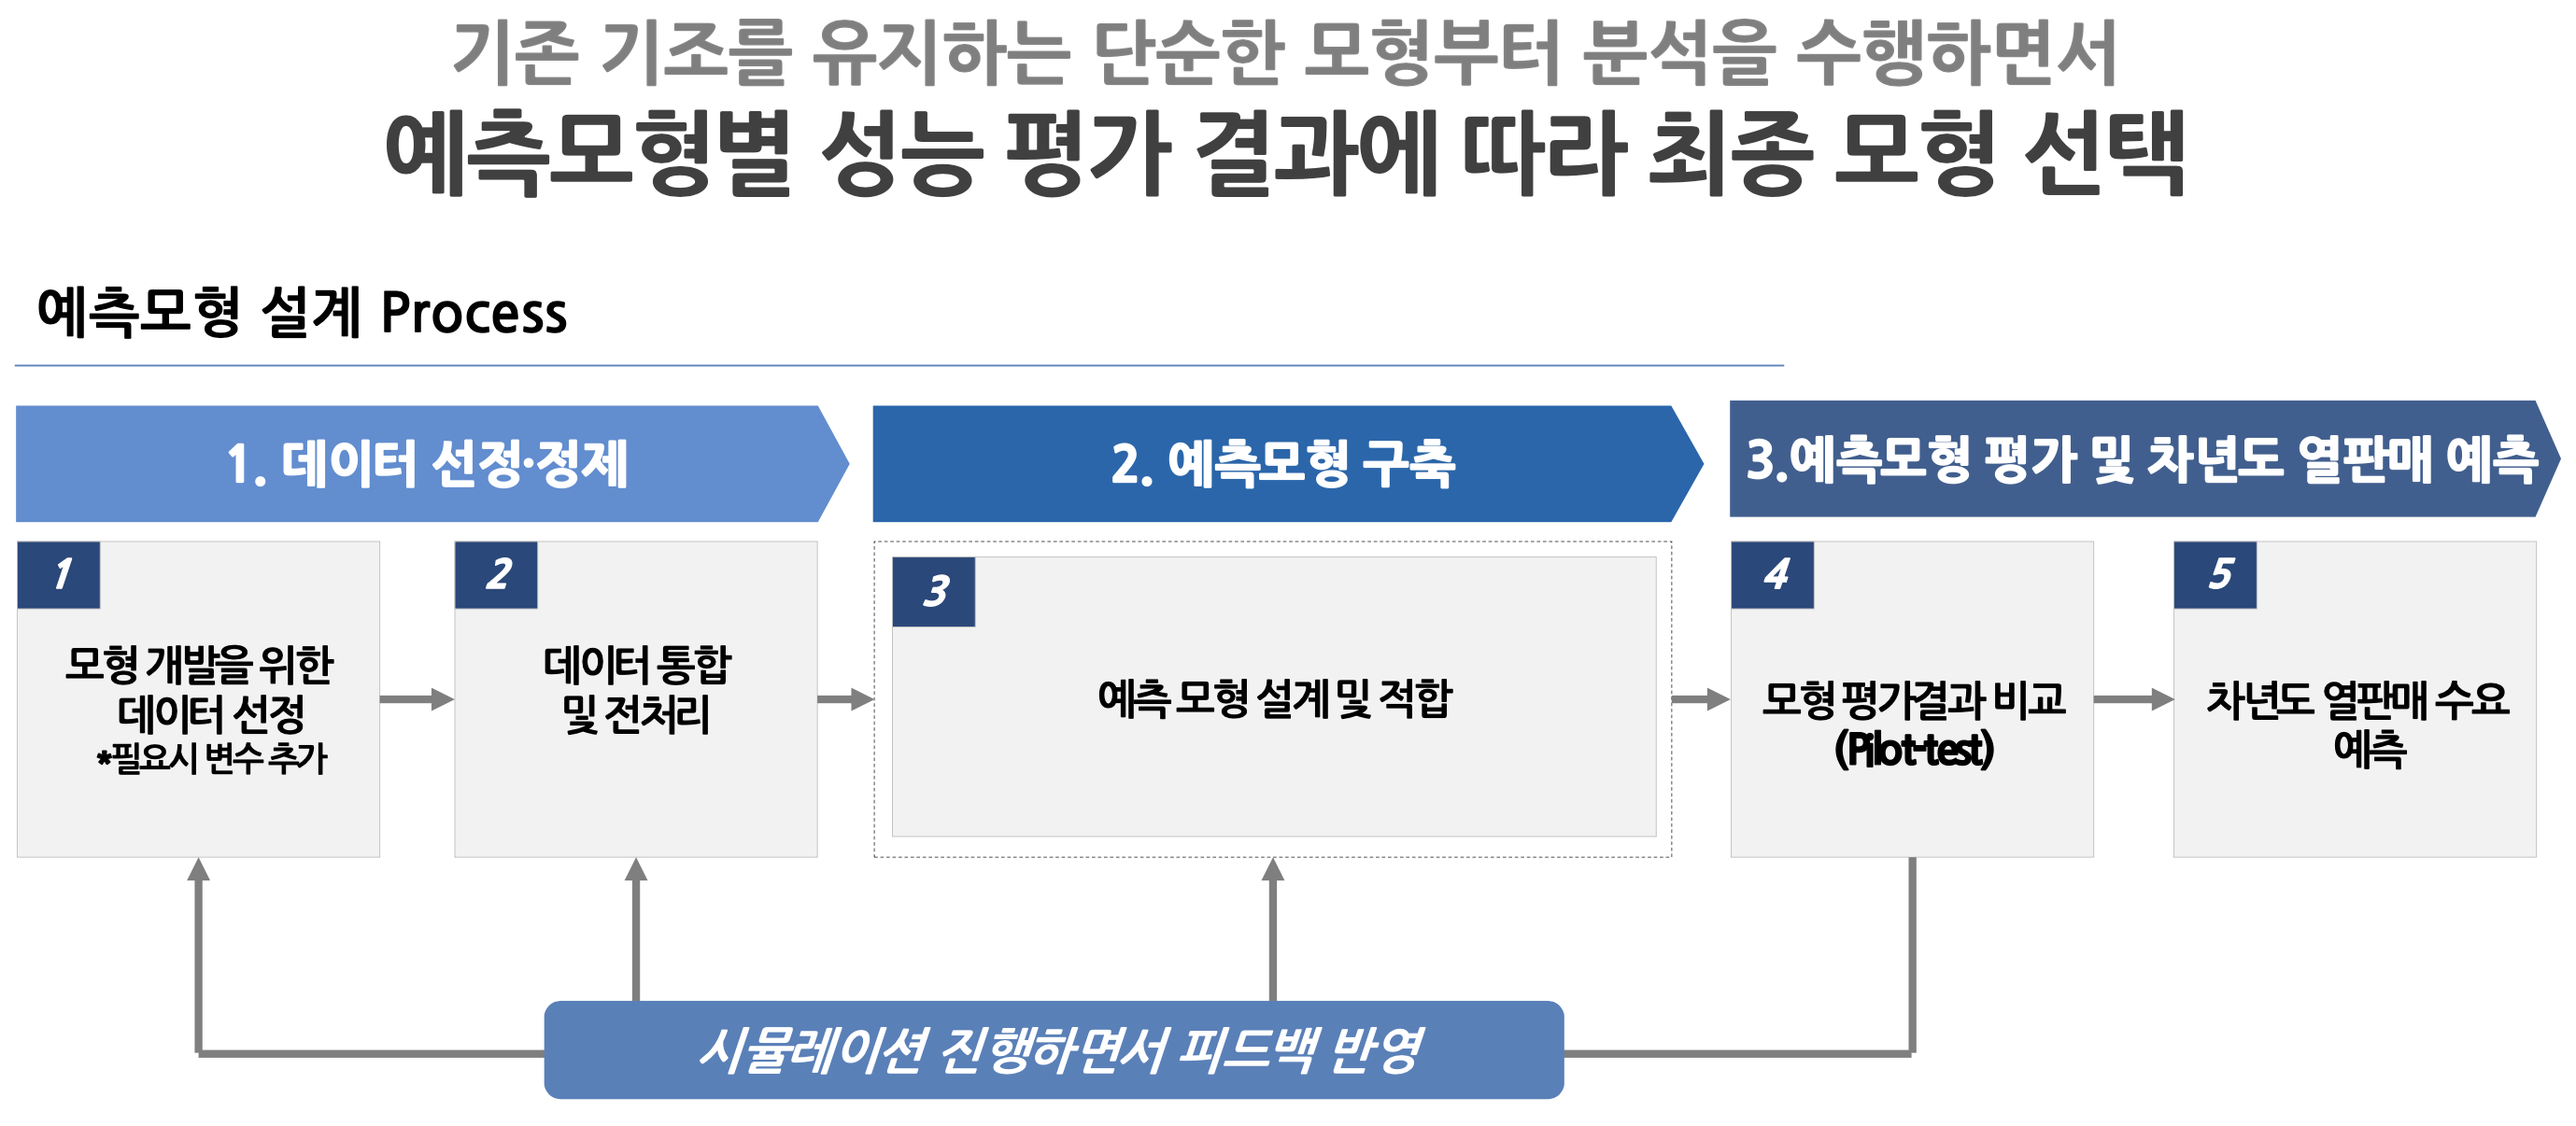 기존 기조를 유지하는 단순한 모형부터 분석을 수행하면서
예측모형별 성능 평가 결과에 따라 최종 모형 선택
예측모형 설계 Process
1. 데이터 선정·정제
2. 예측모형 구축
3.예측모형 평가 및 차년도 열판매 예측
1
모형 개발을 위한
데이터 선정
*필요시 변수 추가
2
데이터 통합
및 전처리
3
예측 모형 설계 및 적합
4
모형 평가결과 비교
(Pilot-test)
5
차년도 열판매 수요
예측
시뮬레이션 진행하면서 피드백 반영